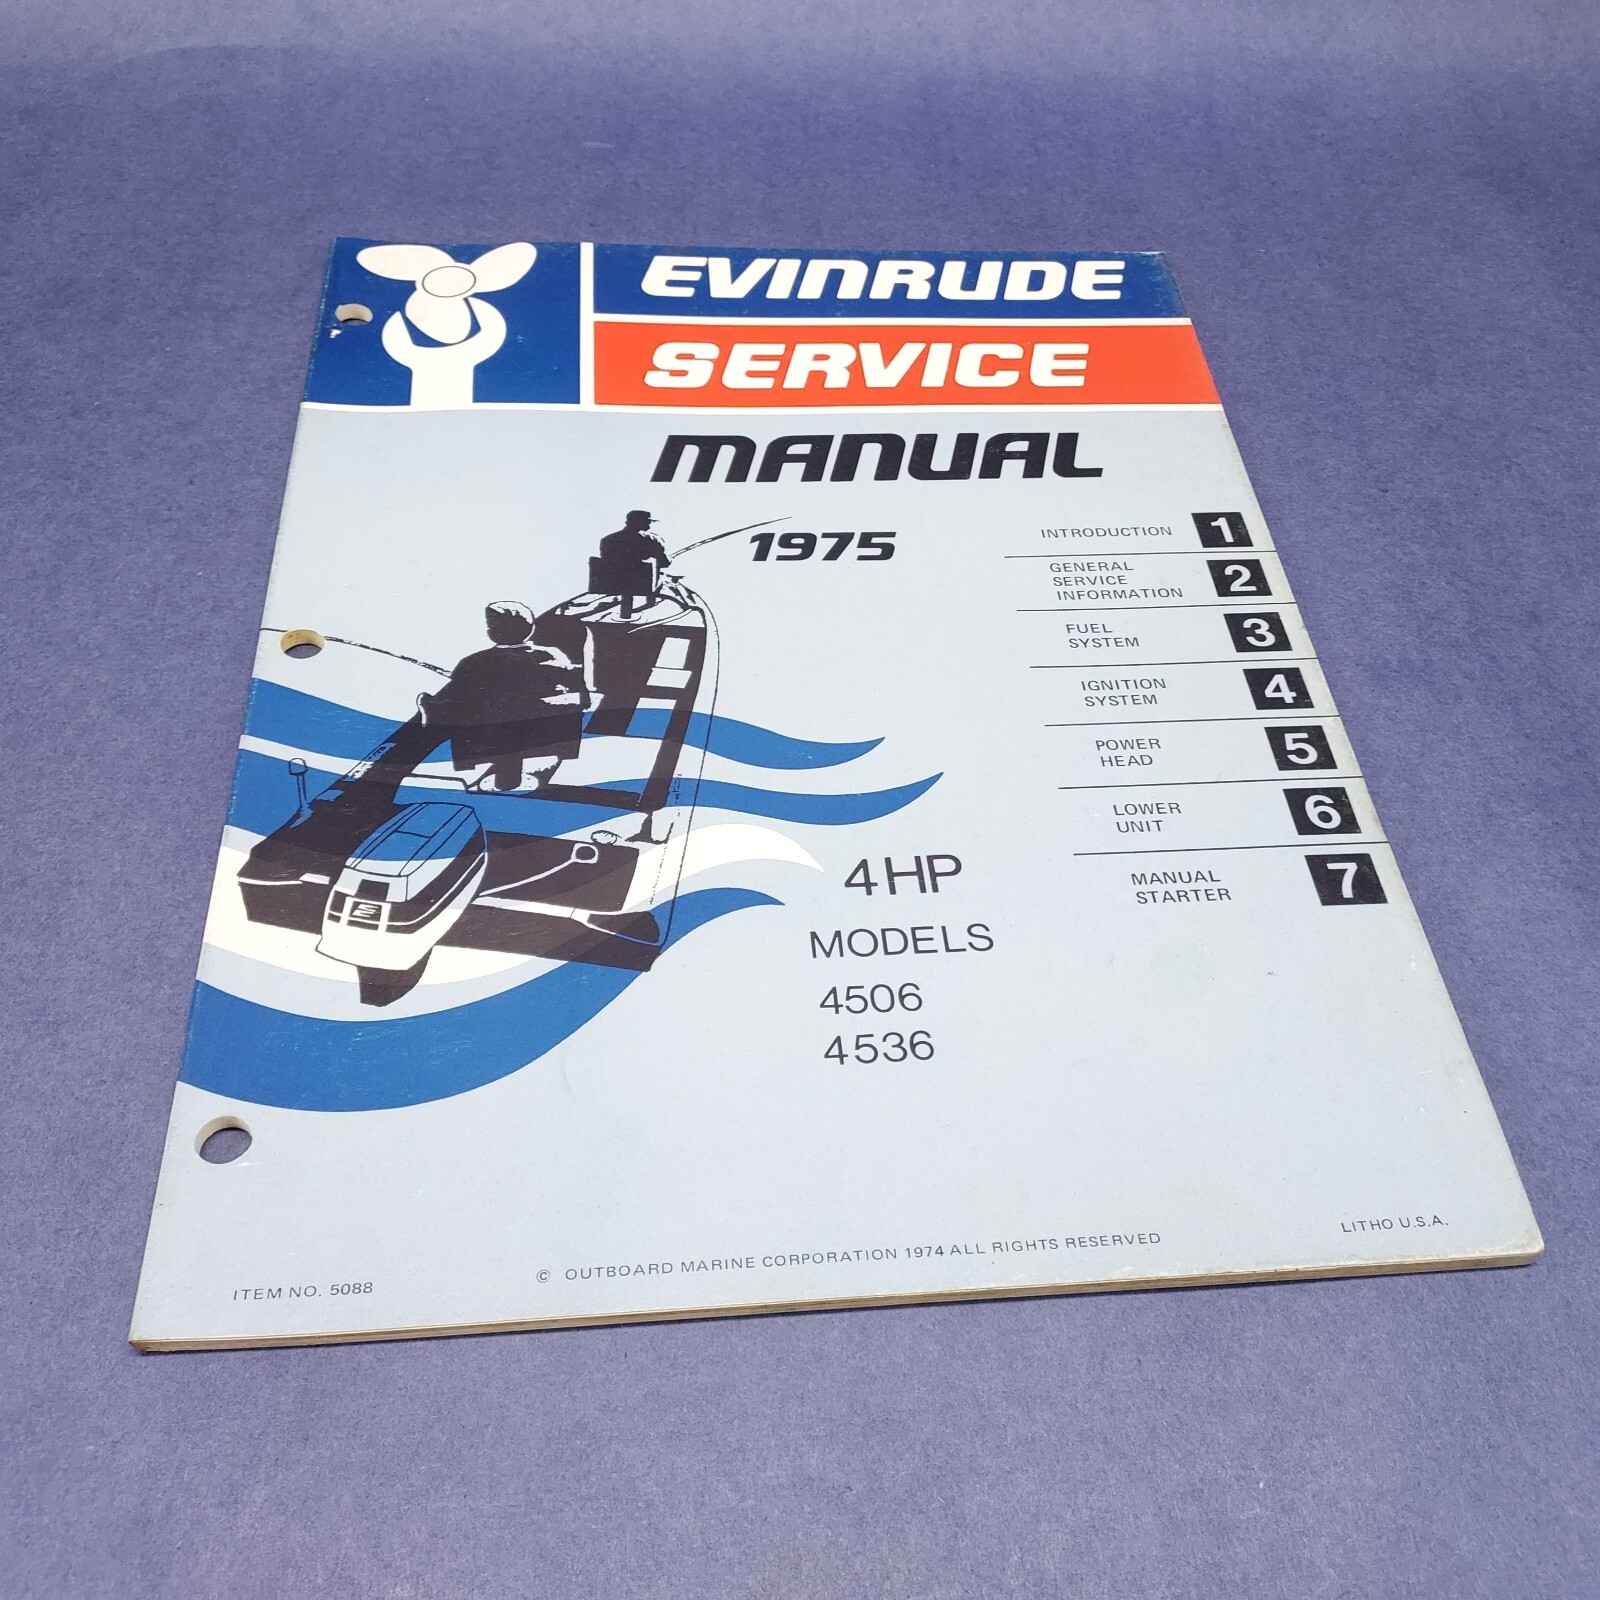 EVINRUDE
SERVICE
MANUAL
1975
INTRODUCTION 1
GENERAL
SERVICE
INFORMATION 2
FUEL
SYSTEM 3
IGNITION
SYSTEM 4
POWER
HEAD 5
LOWER
UNIT 6
MANUAL
STARTER 7
4HP
MODELS
4506
4536
ITEM NO. 5088
© OUTBOARD MARINE CORPORATION 1974 ALL RIGHTS RESERVED
LITHO U.S.A.